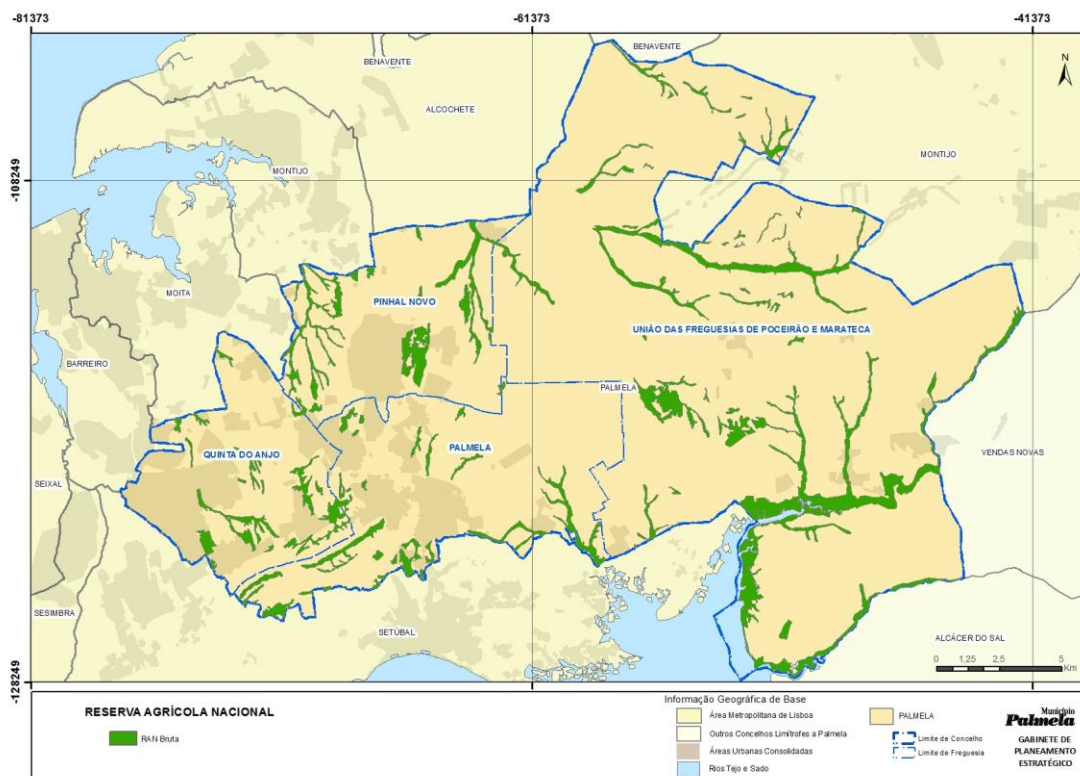 -81373
-61373
-41373
BENAVENTE
BENAVENTE
N
ALCOCHETE
MONTIJO
MONTIJO
-108249
MOITA
PINHAL NOVO
UNIÃO DAS FREGUESIAS DE POCEIRÃO E MARATECA
BARREIRO
PALMELA
QUINTA DO ANJO
PALMELA
VENDAS NOVAS
SEIXAL
SESIMBRA
SETÚBAL
ALCÁCER DO SAL
0 1,25 2,5 5
Km
-128249
RESERVA AGRÍCOLA NACIONAL
RAN Bruta
Informação Geográfica de Base
Área Metropolitana de Lisboa
Outros Concelhos Limítrofes a Palmela
Áreas Urbanas Consolidadas
Rios Tejo e Sado
PALMELA
Limite de Concelho
Limite de Freguesia
Município
Palmela
GABINETE DE
PLANEAMENTO
ESTRATÉGICO